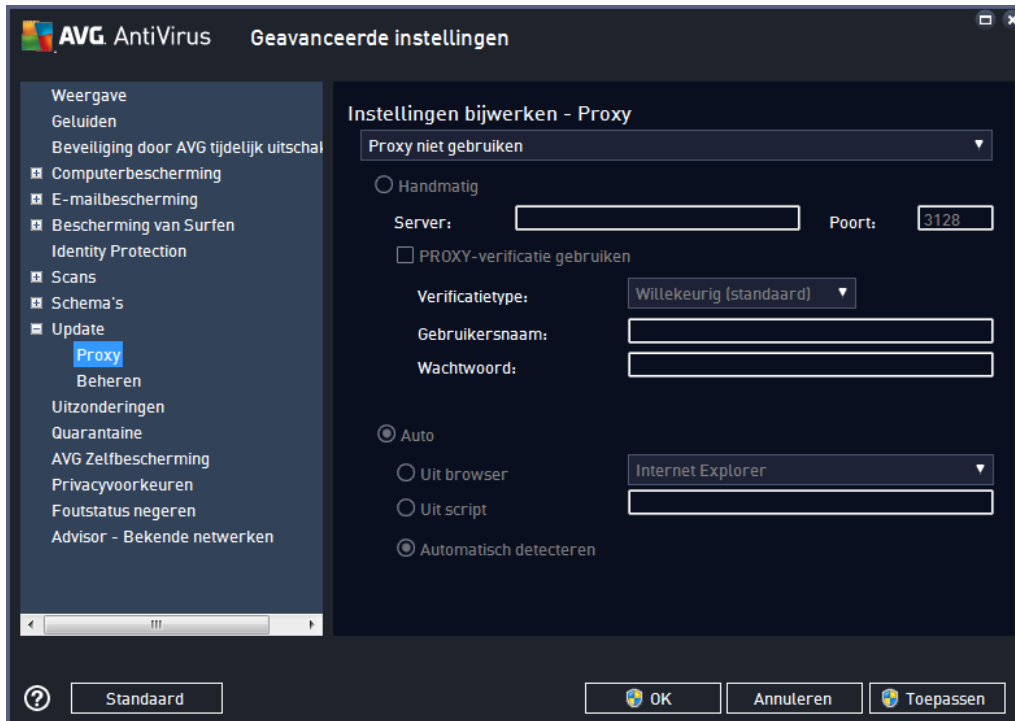 AVG AntiVirus Geavanceerde instellingen
Weergave
Geluiden
Beveiliging door AVG tijdelijk
Computerbescherming
E-mailbescherming
Bescherming van Surfen
Identity Protection
Scans
Schema's
Update
Proxy
Beheren
Uitzonderingen
Quarantaine
AVG Zelfbescherming
Privacyvoorkeuren
Foutstatus negeren
Advisor - Bekende netwerken
Instellingen bijwerken - Proxy
Proxy niet gebruiken
Handmatig
Server: Poort: 3128
PROXY-verificatie gebruiken
Verificatietype: Willekeurig (standaard)
Gebruikersnaam:
Wachtwoord:
Auto
Uit browser Internet Explorer
Uit script
Automatisch detecteren
Standaard OK Annuleren Toepassen